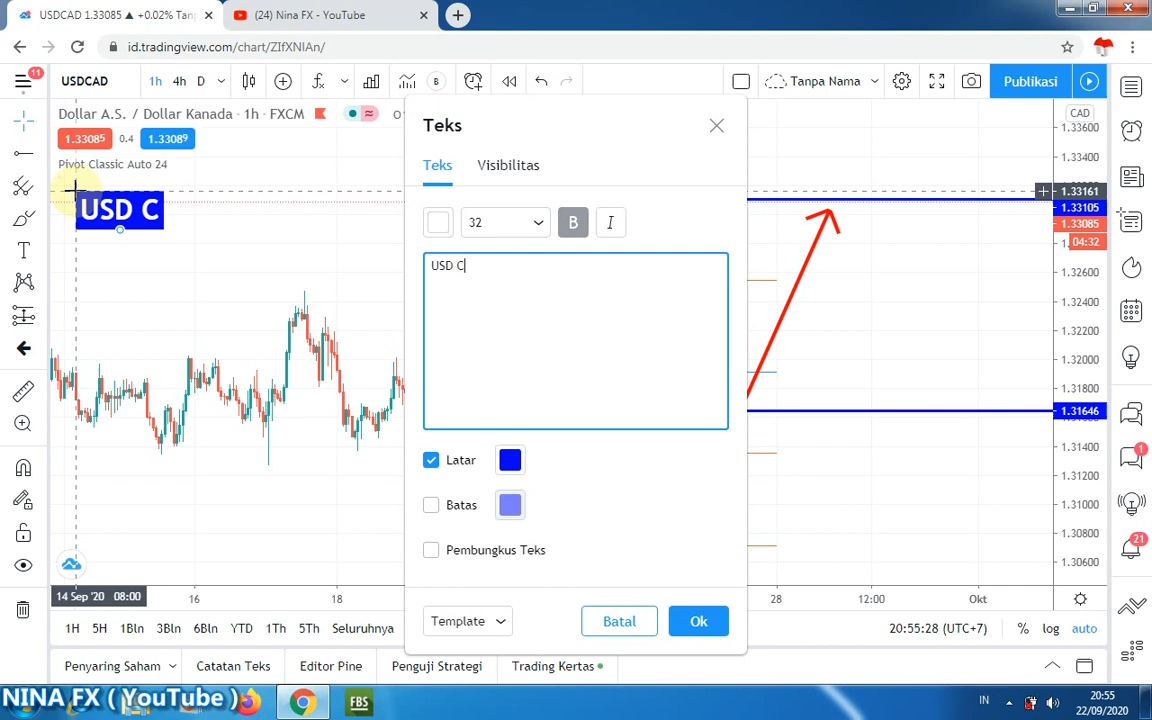 USDCAD 1.33085 ▲ +0.02% Tan
(24) Nina FX - YouTube
id.tradingview.com/chart/ZIfXNIAn/
11
USDCAD
1h
4h
D
B
Tanpa Nama
Publikasi
Dollar A.S. / Dollar Kanada · 1h · FXCM
1.33085
0.4
1.33089
Pivot Classic Auto 24
USD C
Teks
Teks
Visibilitas
32
B
I
USD C
Latar
Batas
Pembungkus Teks
Template
Batal
Ok
CAD
1.33600
1.33400
1.33161
1.33105
1.33085
04:32
1.32600
1.32400
1.32200
1.32000
1.31800
1.31646
1.31400
1.31200
1.31000
1.30800
1.30600
1
21
14 Sep '20 08:00
16
18
28
12:00
Okt
1H
5H
1Bln
3Bln
6Bln
YTD
1Th
5Th
Seluruhnya
20:55:28 (UTC+7)
%
log
auto
Penyaring Saham
Catatan Teks
Editor Pine
Penguji Strategi
Trading Kertas
NINA FX ( YouTube )
FBS
IN
20:55
22/09/2020